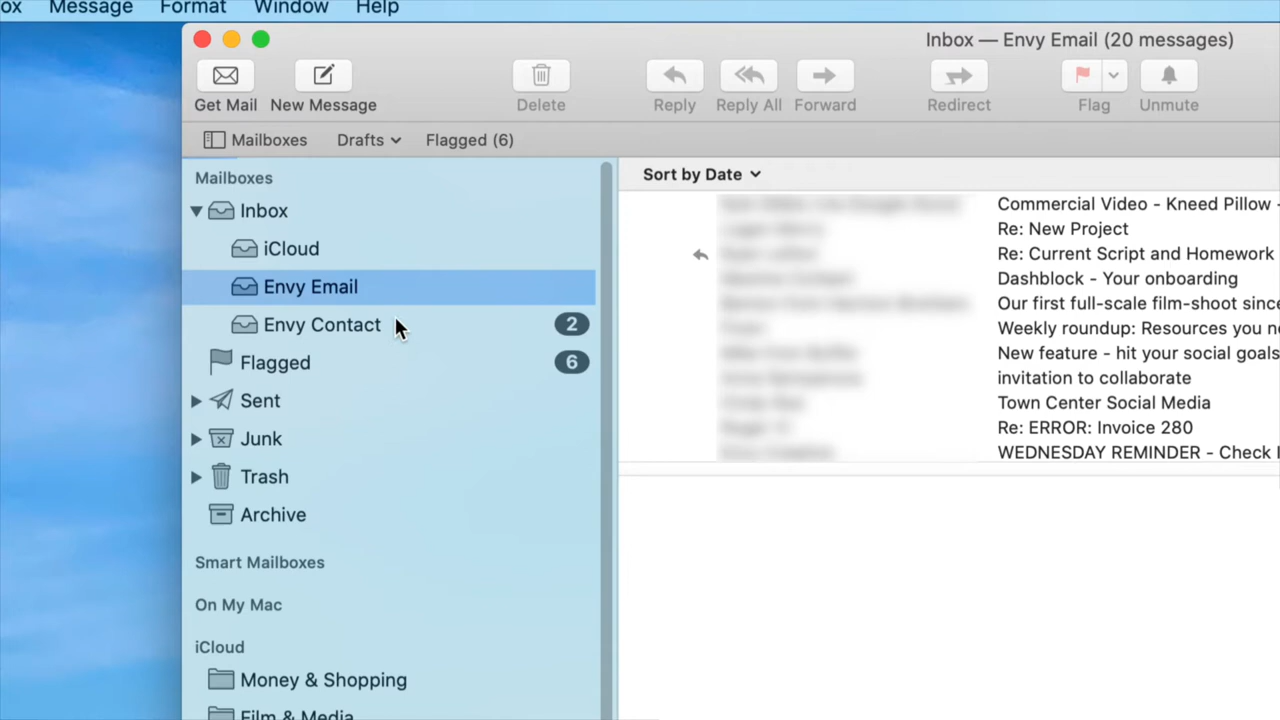 ox Message Format Window Help
Inbox — Envy Email (20 messages)
Get Mail New Message Delete Reply Reply All Forward Redirect Flag Unmute
Mailboxes Drafts Flagged (6)
Mailboxes
Sort by Date
Inbox
iCloud
Envy Email
Envy Contact 2
Flagged 6
Sent
Junk
Trash
Archive
Smart Mailboxes
On My Mac
iCloud
Money & Shopping
Film & Media
Commercial Video - Kneed Pillow -
Re: New Project
Re: Current Script and Homework
Dashblock - Your onboarding
Our first full-scale film-shoot since
Weekly roundup: Resources you n
New feature - hit your social goals
invitation to collaborate
Town Center Social Media
Re: ERROR: Invoice 280
WEDNESDAY REMINDER - Check I